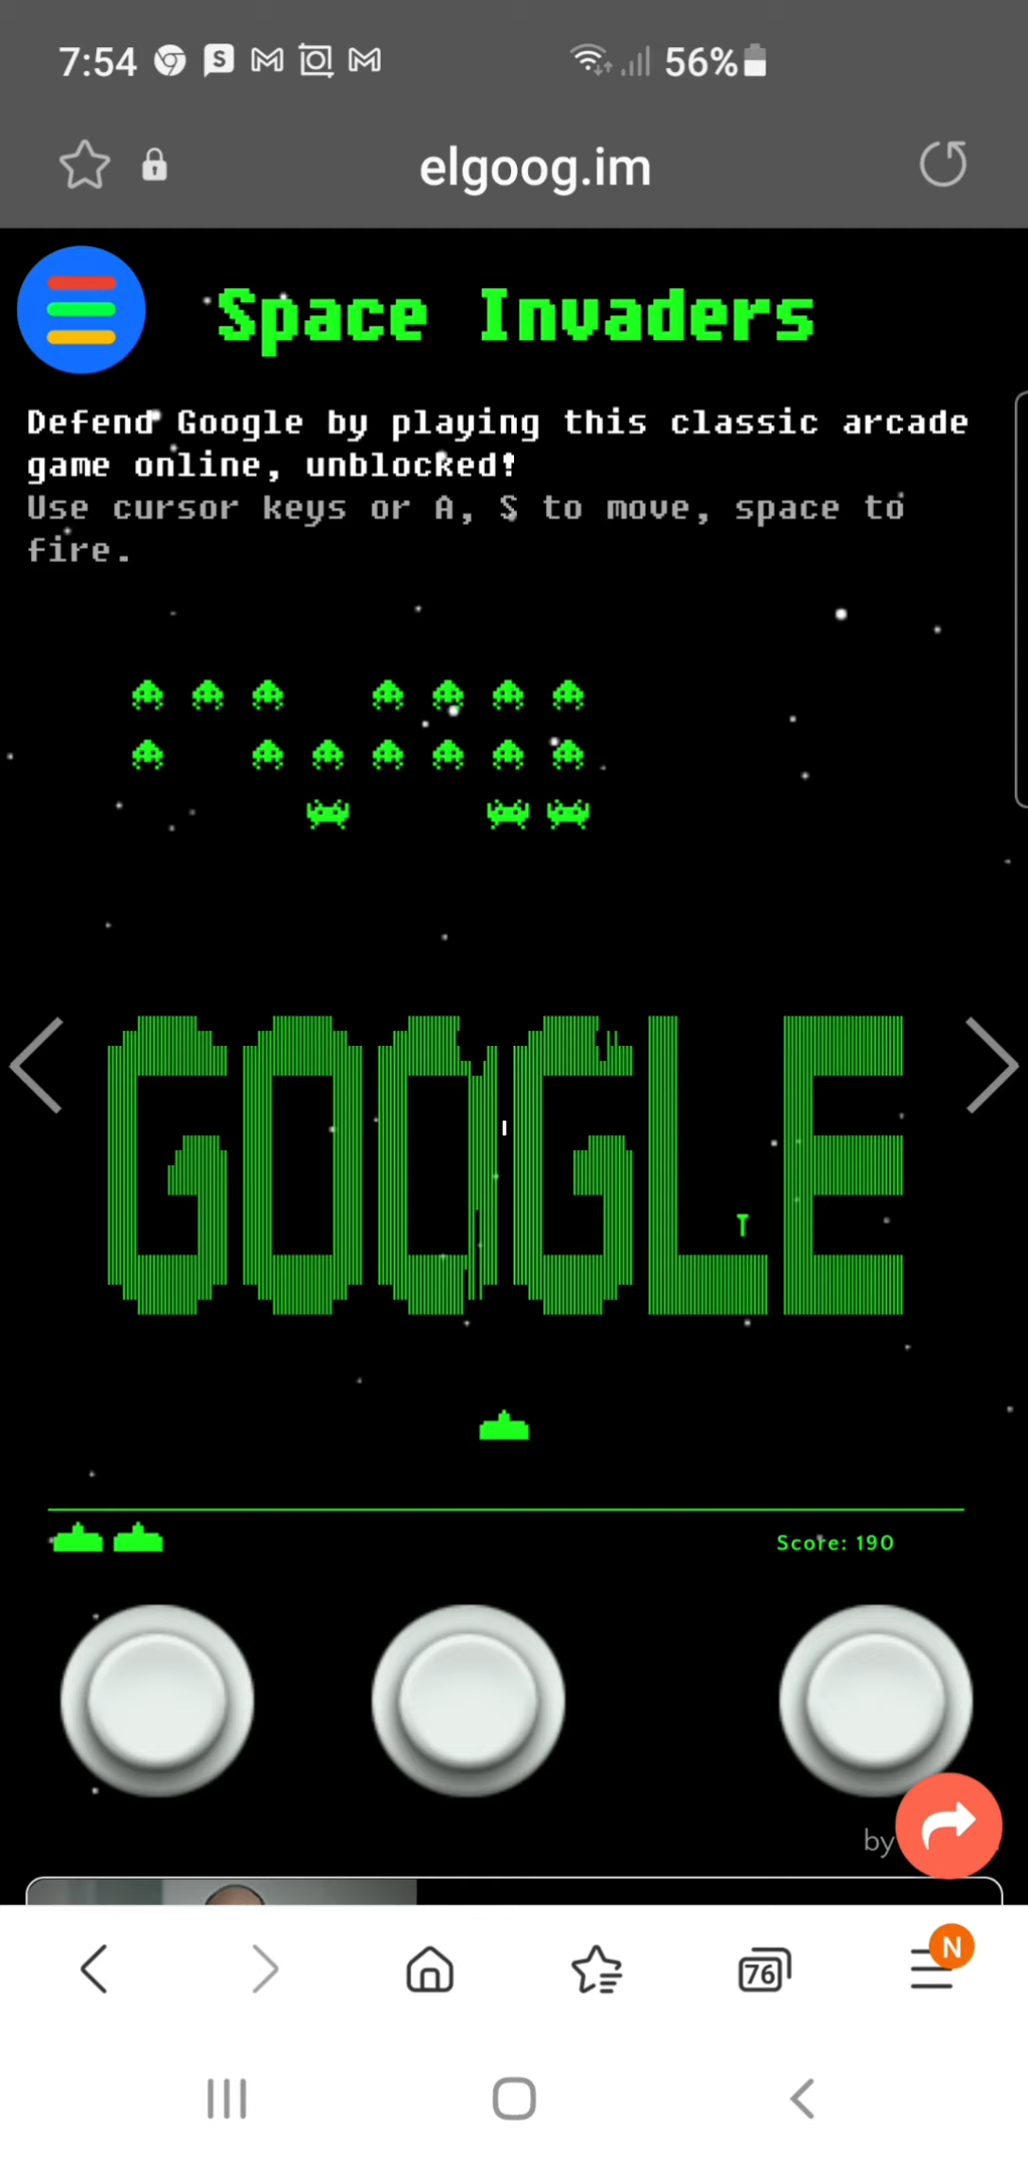 7:54
56%
elgoog.im
Space Invaders
Defend Google by playing this classic arcade
game online, unblocked!
Use cursor keys or A, S to move, space to
fire.
GOOGLE
Score: 190
by
76
N